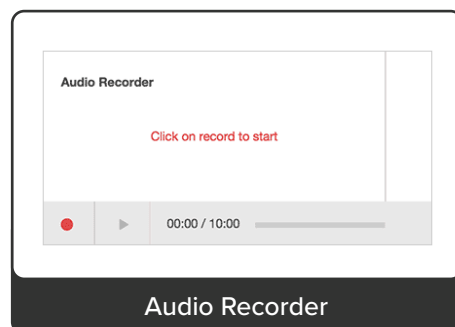 Audio Recorder
Click on record to start
00:00 / 10:00
Audio Recorder